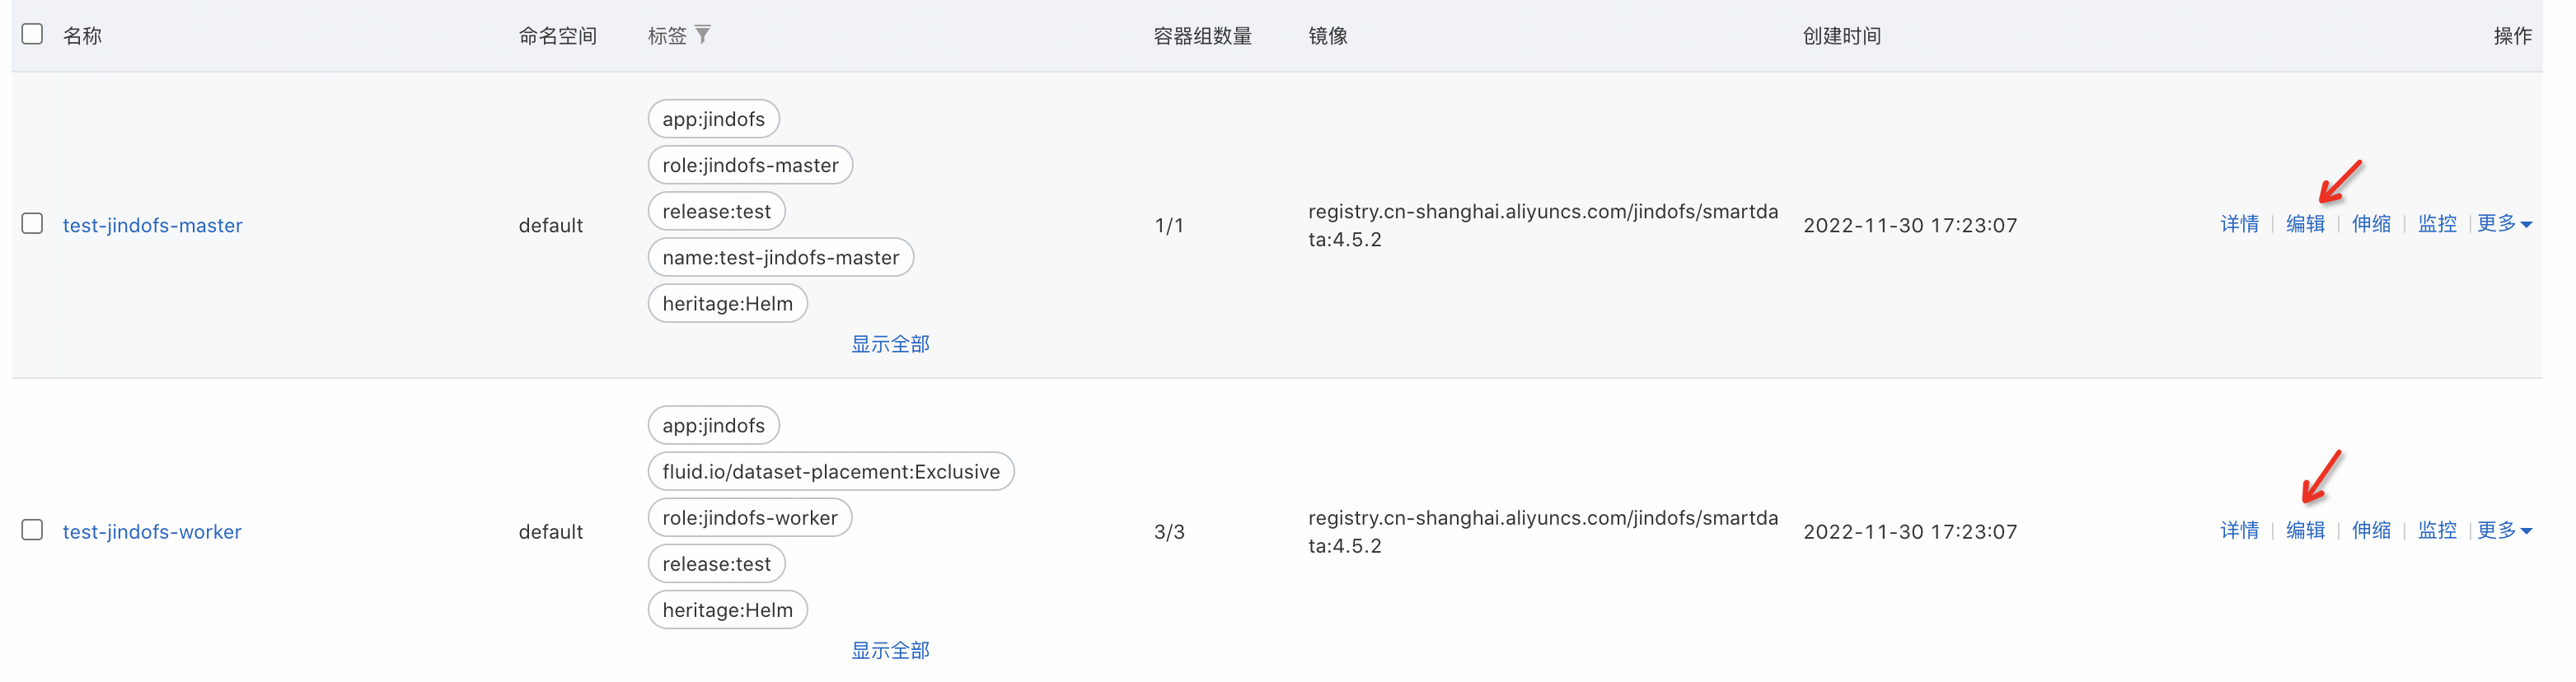 名称 命名空间 标签 容器组数量 镜像 创建时间 操作
app:jindofs
role:jindofs-master
release:test
name:test-jindofs-master
heritage:Helm
显示全部
test-jindofs-master default 1/1 registry.cn-shanghai.aliyuncs.com/jindofs/smartda
ta:4.5.2
2022-11-30 17:23:07 详情 编辑 伸缩 监控 更多
app:jindofs
fluid.io/dataset-placement:Exclusive
role:jindofs-worker
release:test
heritage:Helm
显示全部
test-jindofs-worker default 3/3 registry.cn-shanghai.aliyuncs.com/jindofs/smartda
ta:4.5.2
2022-11-30 17:23:07 详情 编辑 伸缩 监控 更多